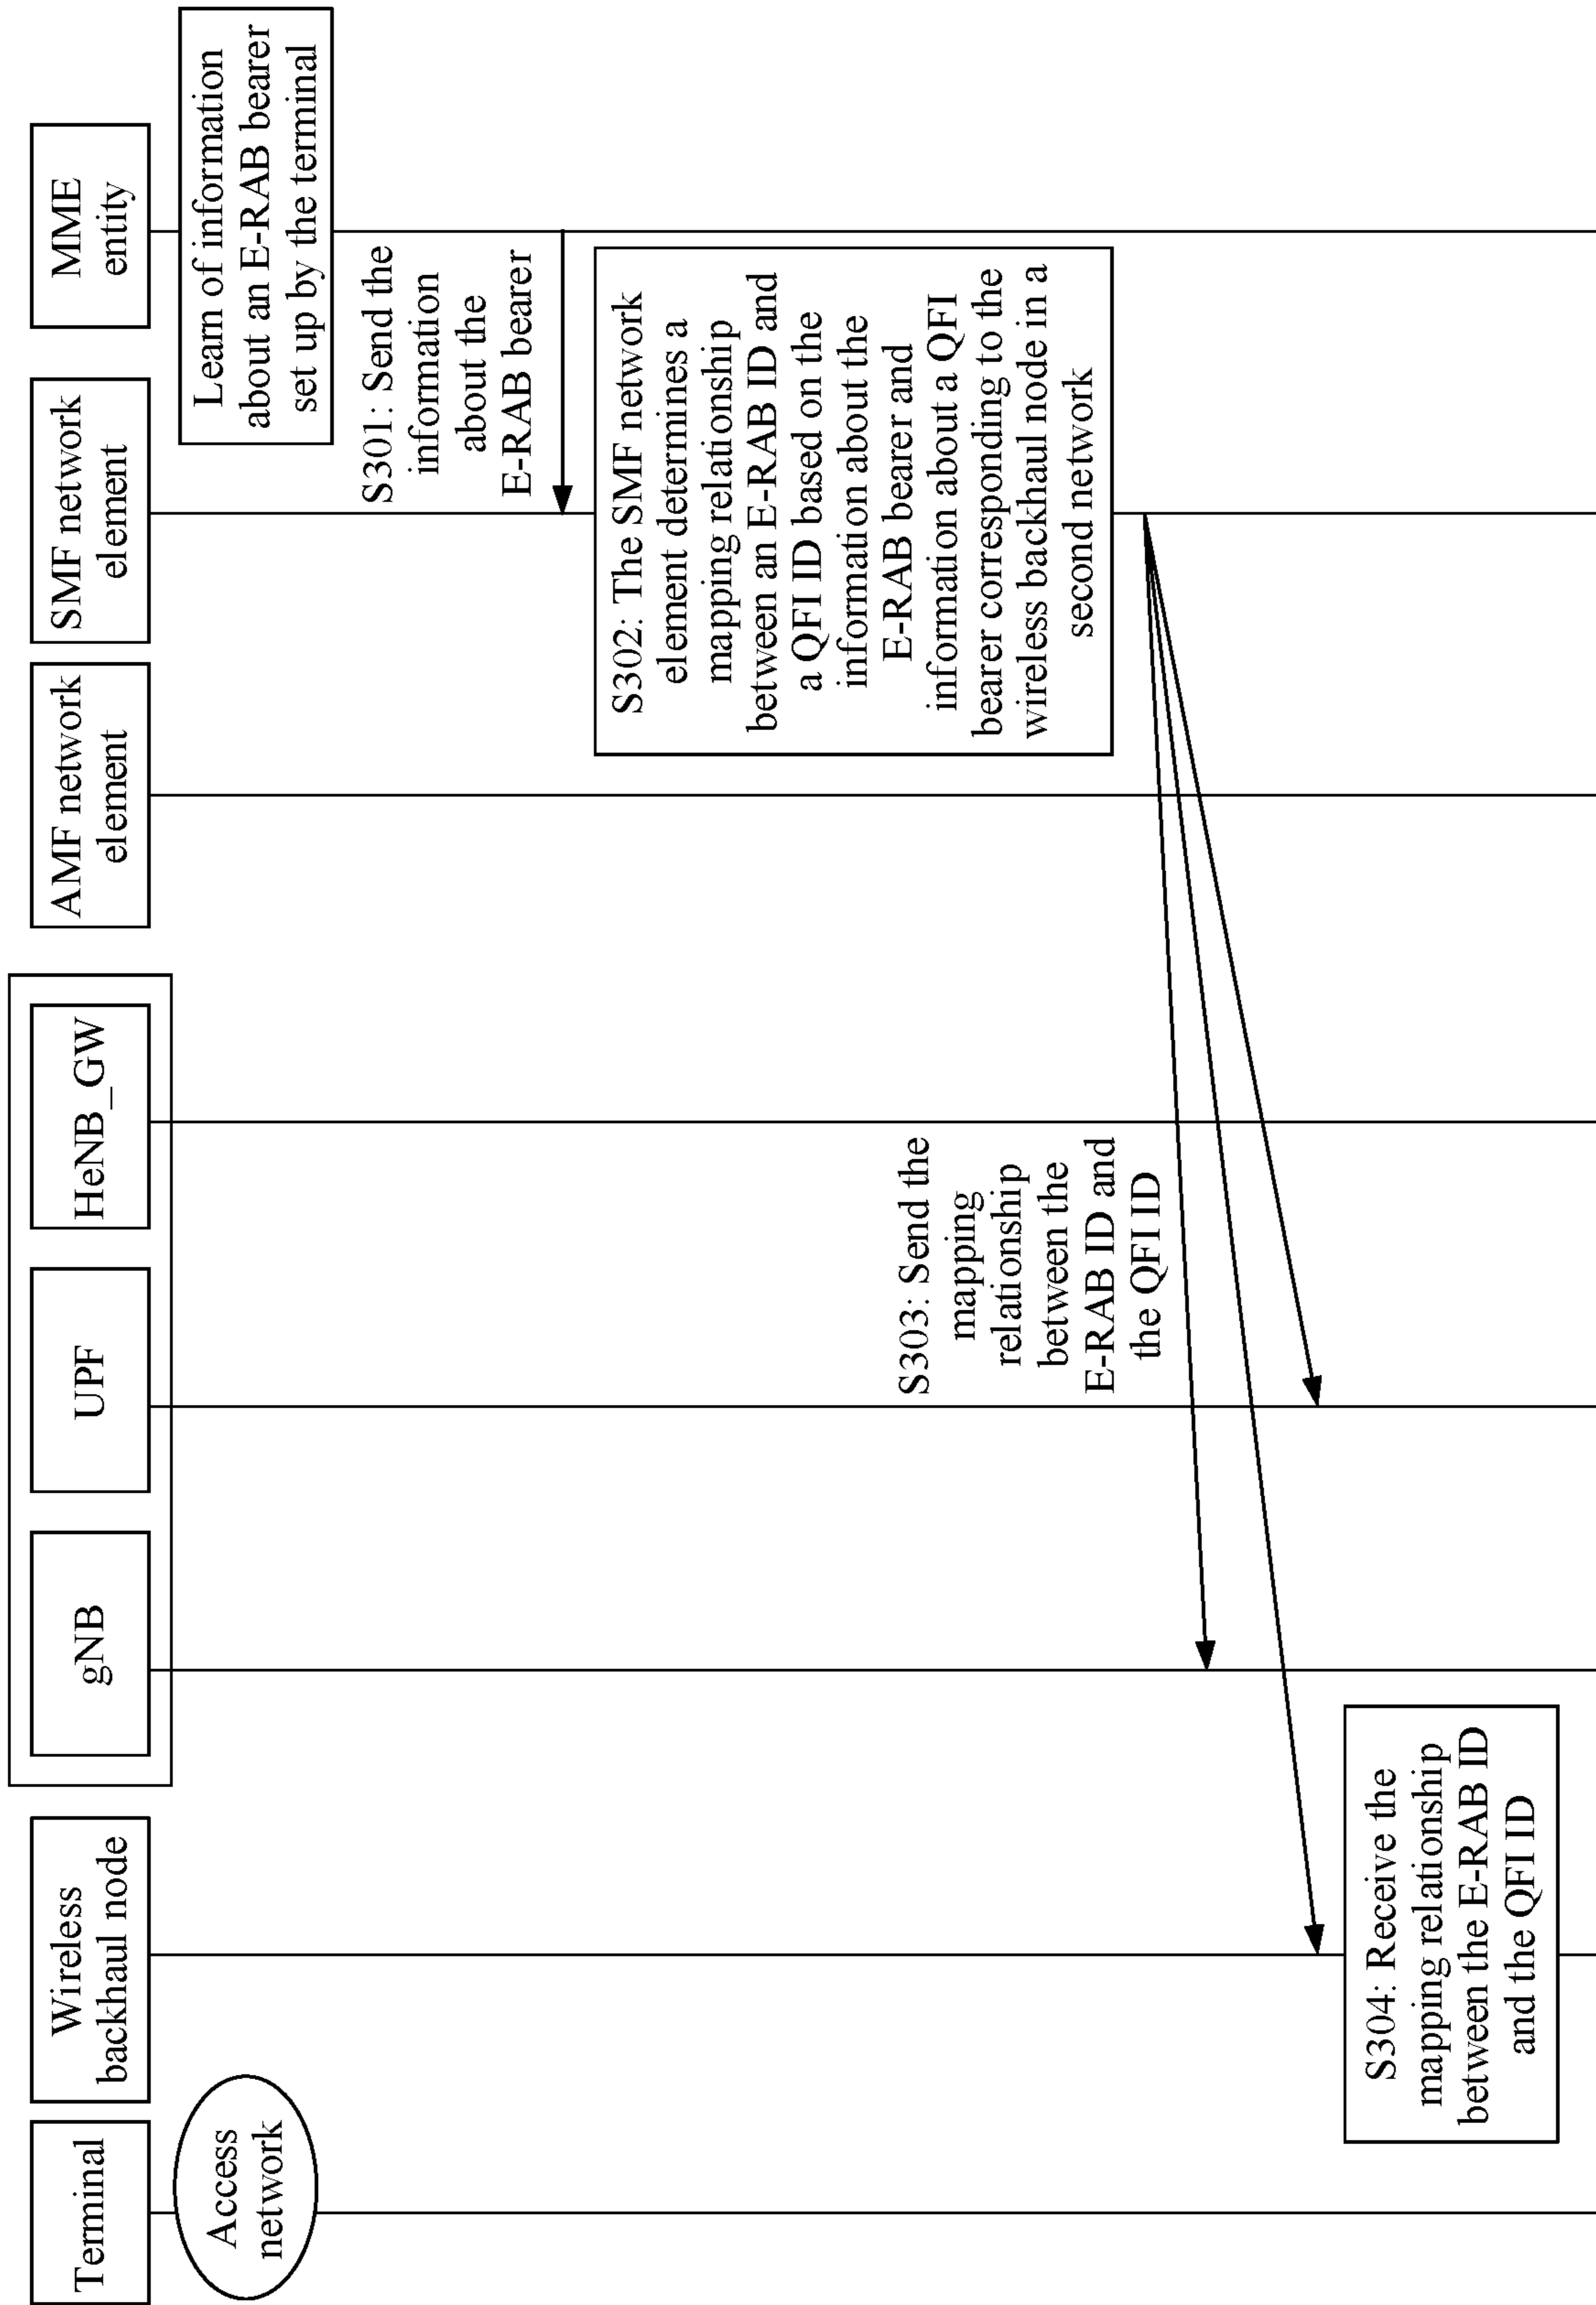 Terminal
Wireless
backhaul node
gNB
UPF
HeNB_GW
AMF network
element
SMF network
element
MME
entity
Access
network
Learn of information
about an E-RAB bearer
set up by the terminal
S301: Send the
information
about the
E-RAB bearer
S302: The SMF network
element determines a
mapping relationship
between an E-RAB ID and
a QFI ID based on the
information about the
E-RAB bearer and
information about a QFI
bearer corresponding to the
wireless backhaul node in a
second network
S303: Send the
mapping
relationship
between the
E-RAB ID and
the QFI ID
S304: Receive the
mapping relationship
between the E-RAB ID
and the QFI ID